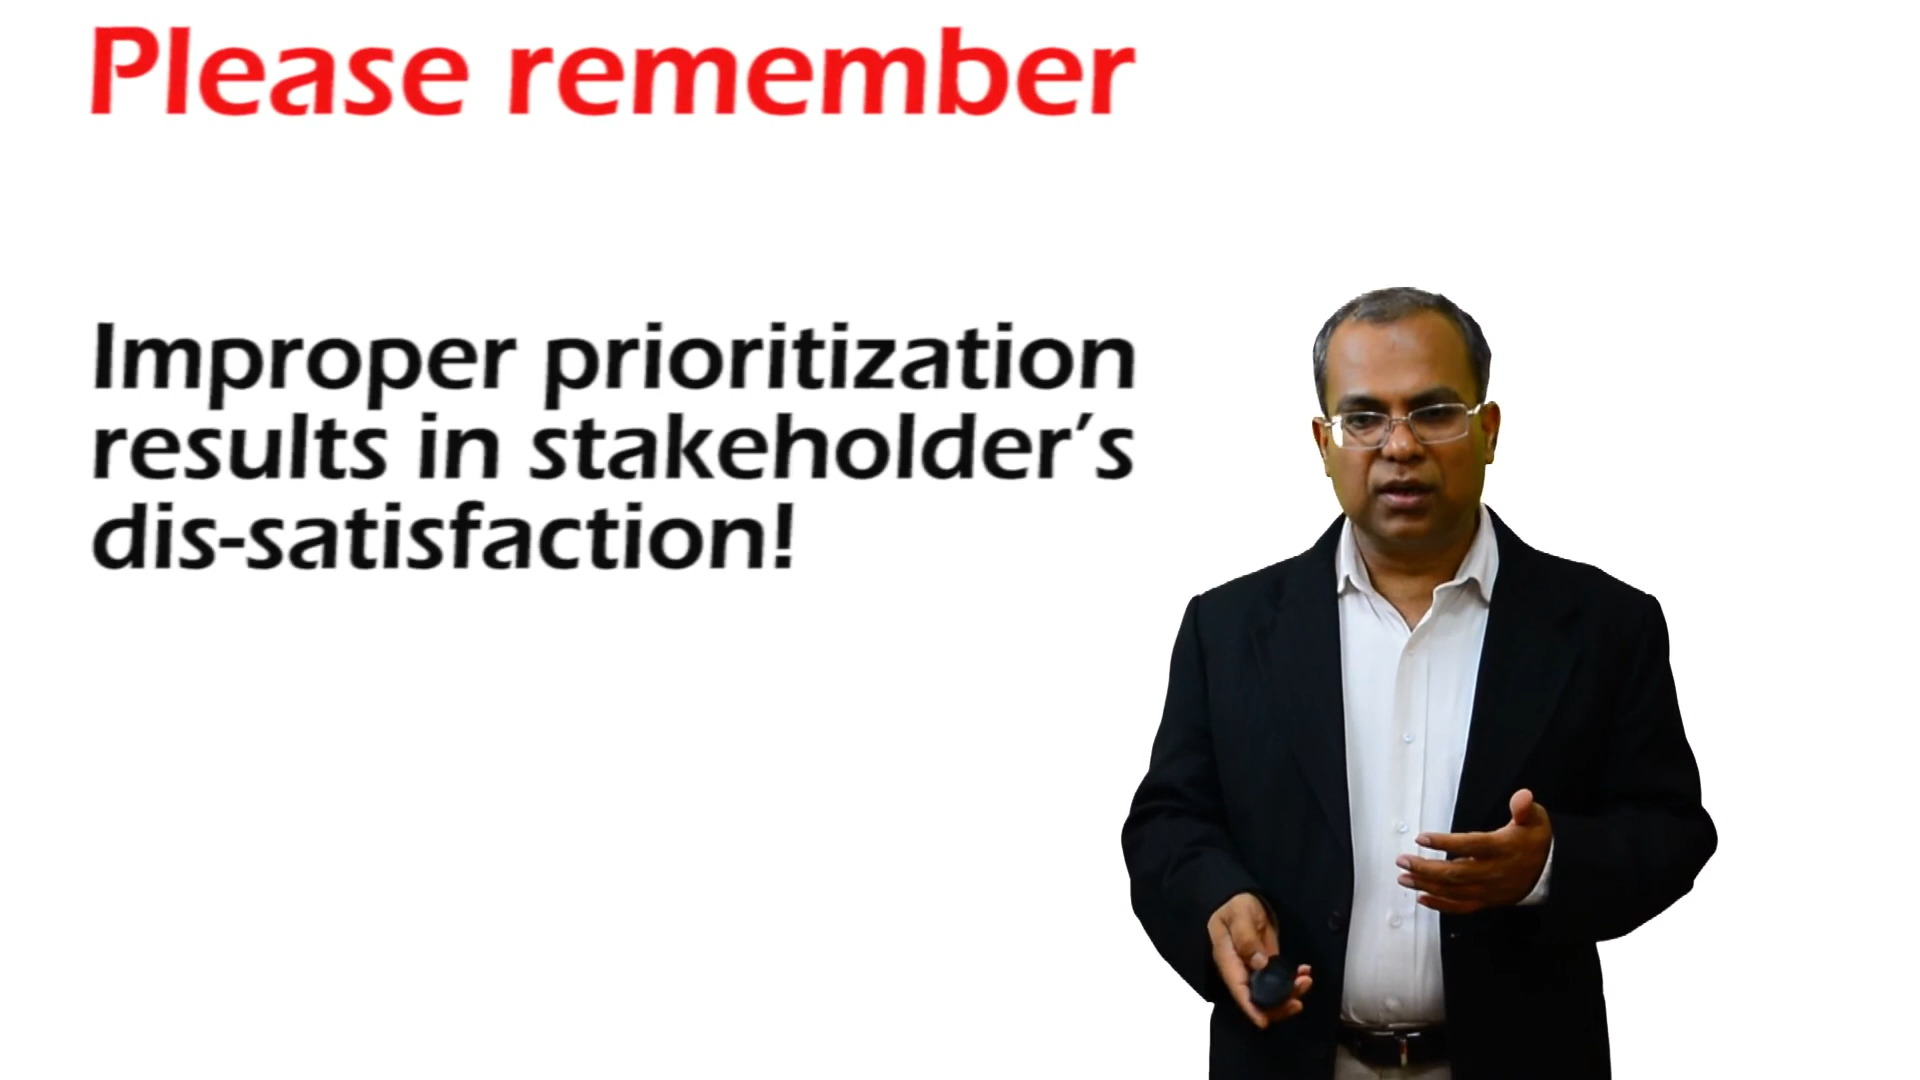 Please remember
Improper prioritization
results in stakeholder’s
dis-satisfaction!